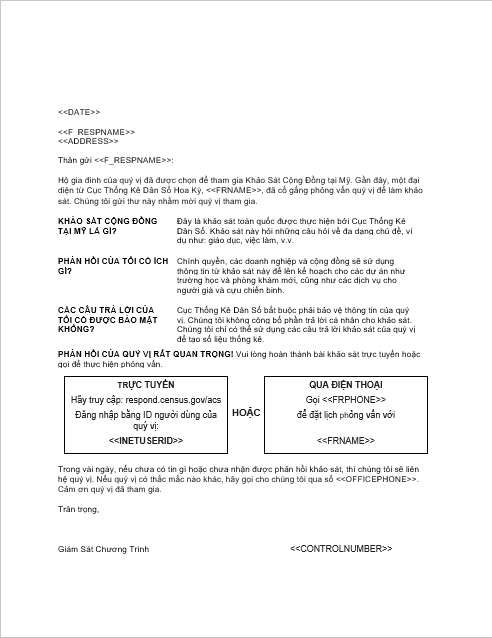 <<DATE>>
<<F_RESPNAME>>
<<ADDRESS>>
Thân gửi <<F_RESPNAME>>:
Hộ gia đình của quý vị đã được chọn để tham gia Khảo Sát Cộng Đồng tại Mỹ. Gần đây, một đại
diện từ Cục Thống Kê Dân Số Hoa Kỳ, <<FRNAME>>, đã cố gắng phỏng vấn quý vị để làm khảo
sát. Chúng tôi gửi thư này nhằm mời quý vị tham gia.
KHẢO SÁT CỘNG ĐỒNG
TẠI MỸ LÀ GÌ?
Đây là khảo sát toàn quốc được thực hiện bởi Cục Thống Kê
Dân Số. Khảo sát này hỏi những câu hỏi về đa dạng chủ đề, ví
dụ như: giáo dục, việc làm, v.v.
PHẢN HỒI CỦA TÔI CÓ ÍCH
GÌ?
Chính quyền, các doanh nghiệp và cộng đồng sẽ sử dụng
thông tin từ khảo sát này để lên kế hoạch cho các dự án như
trường học và phòng khám mới, cũng như các dịch vụ cho
người già và cựu chiến binh.
CÁC CÂU TRẢ LỜI CỦA
TÔI CÓ ĐƯỢC BẢO MẬT
KHÔNG?
Cục Thống Kê Dân Số bắt buộc phải bảo vệ thông tin của quý
vị. Chúng tôi không công bố phần trả lời cá nhân cho khảo sát.
Chúng tôi chỉ có thể sử dụng các câu trả lời khảo sát của quý vị
để tạo số liệu thống kê.
PHẢN HỒI CỦA QUÝ VỊ RẤT QUAN TRỌNG! Vui lòng hoàn thành bài khảo sát trực tuyến hoặc
gọi để thực hiện phỏng vấn.
TRỰC TUYẾN
Hãy truy cập: respond.census.gov/acs
Đăng nhập bằng ID người dùng của
quý vị:
<<INETUSERID>>
HOẶC
QUA ĐIỆN THOẠI
Gọi <<FRPHONE>>
để đặt lịch phỏng vấn với
<<FRNAME>>
Trong vài ngày, nếu chưa có tin gì hoặc chưa nhận được phản hồi khảo sát, thì chúng tôi sẽ liên
hệ quý vị. Nếu quý vị có thắc mắc nào khác, hãy gọi cho chúng tôi qua số <<OFFICEPHONE>>.
Cảm ơn quý vị đã tham gia.
Trân trọng,
Giám Sát Chương Trình
<<CONTROLNUMBER>>